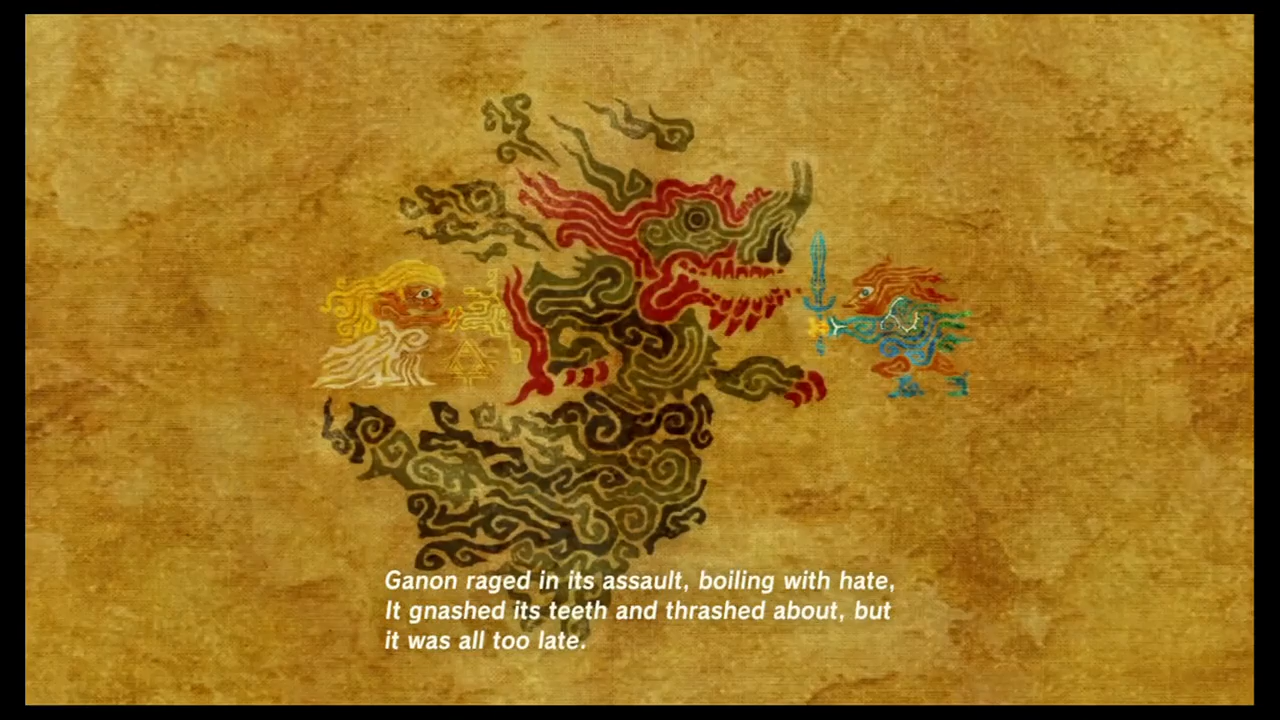 Ganon raged in its assault, boiling with hate,
It gnashed its teeth and thrashed about, but
it was all too late.